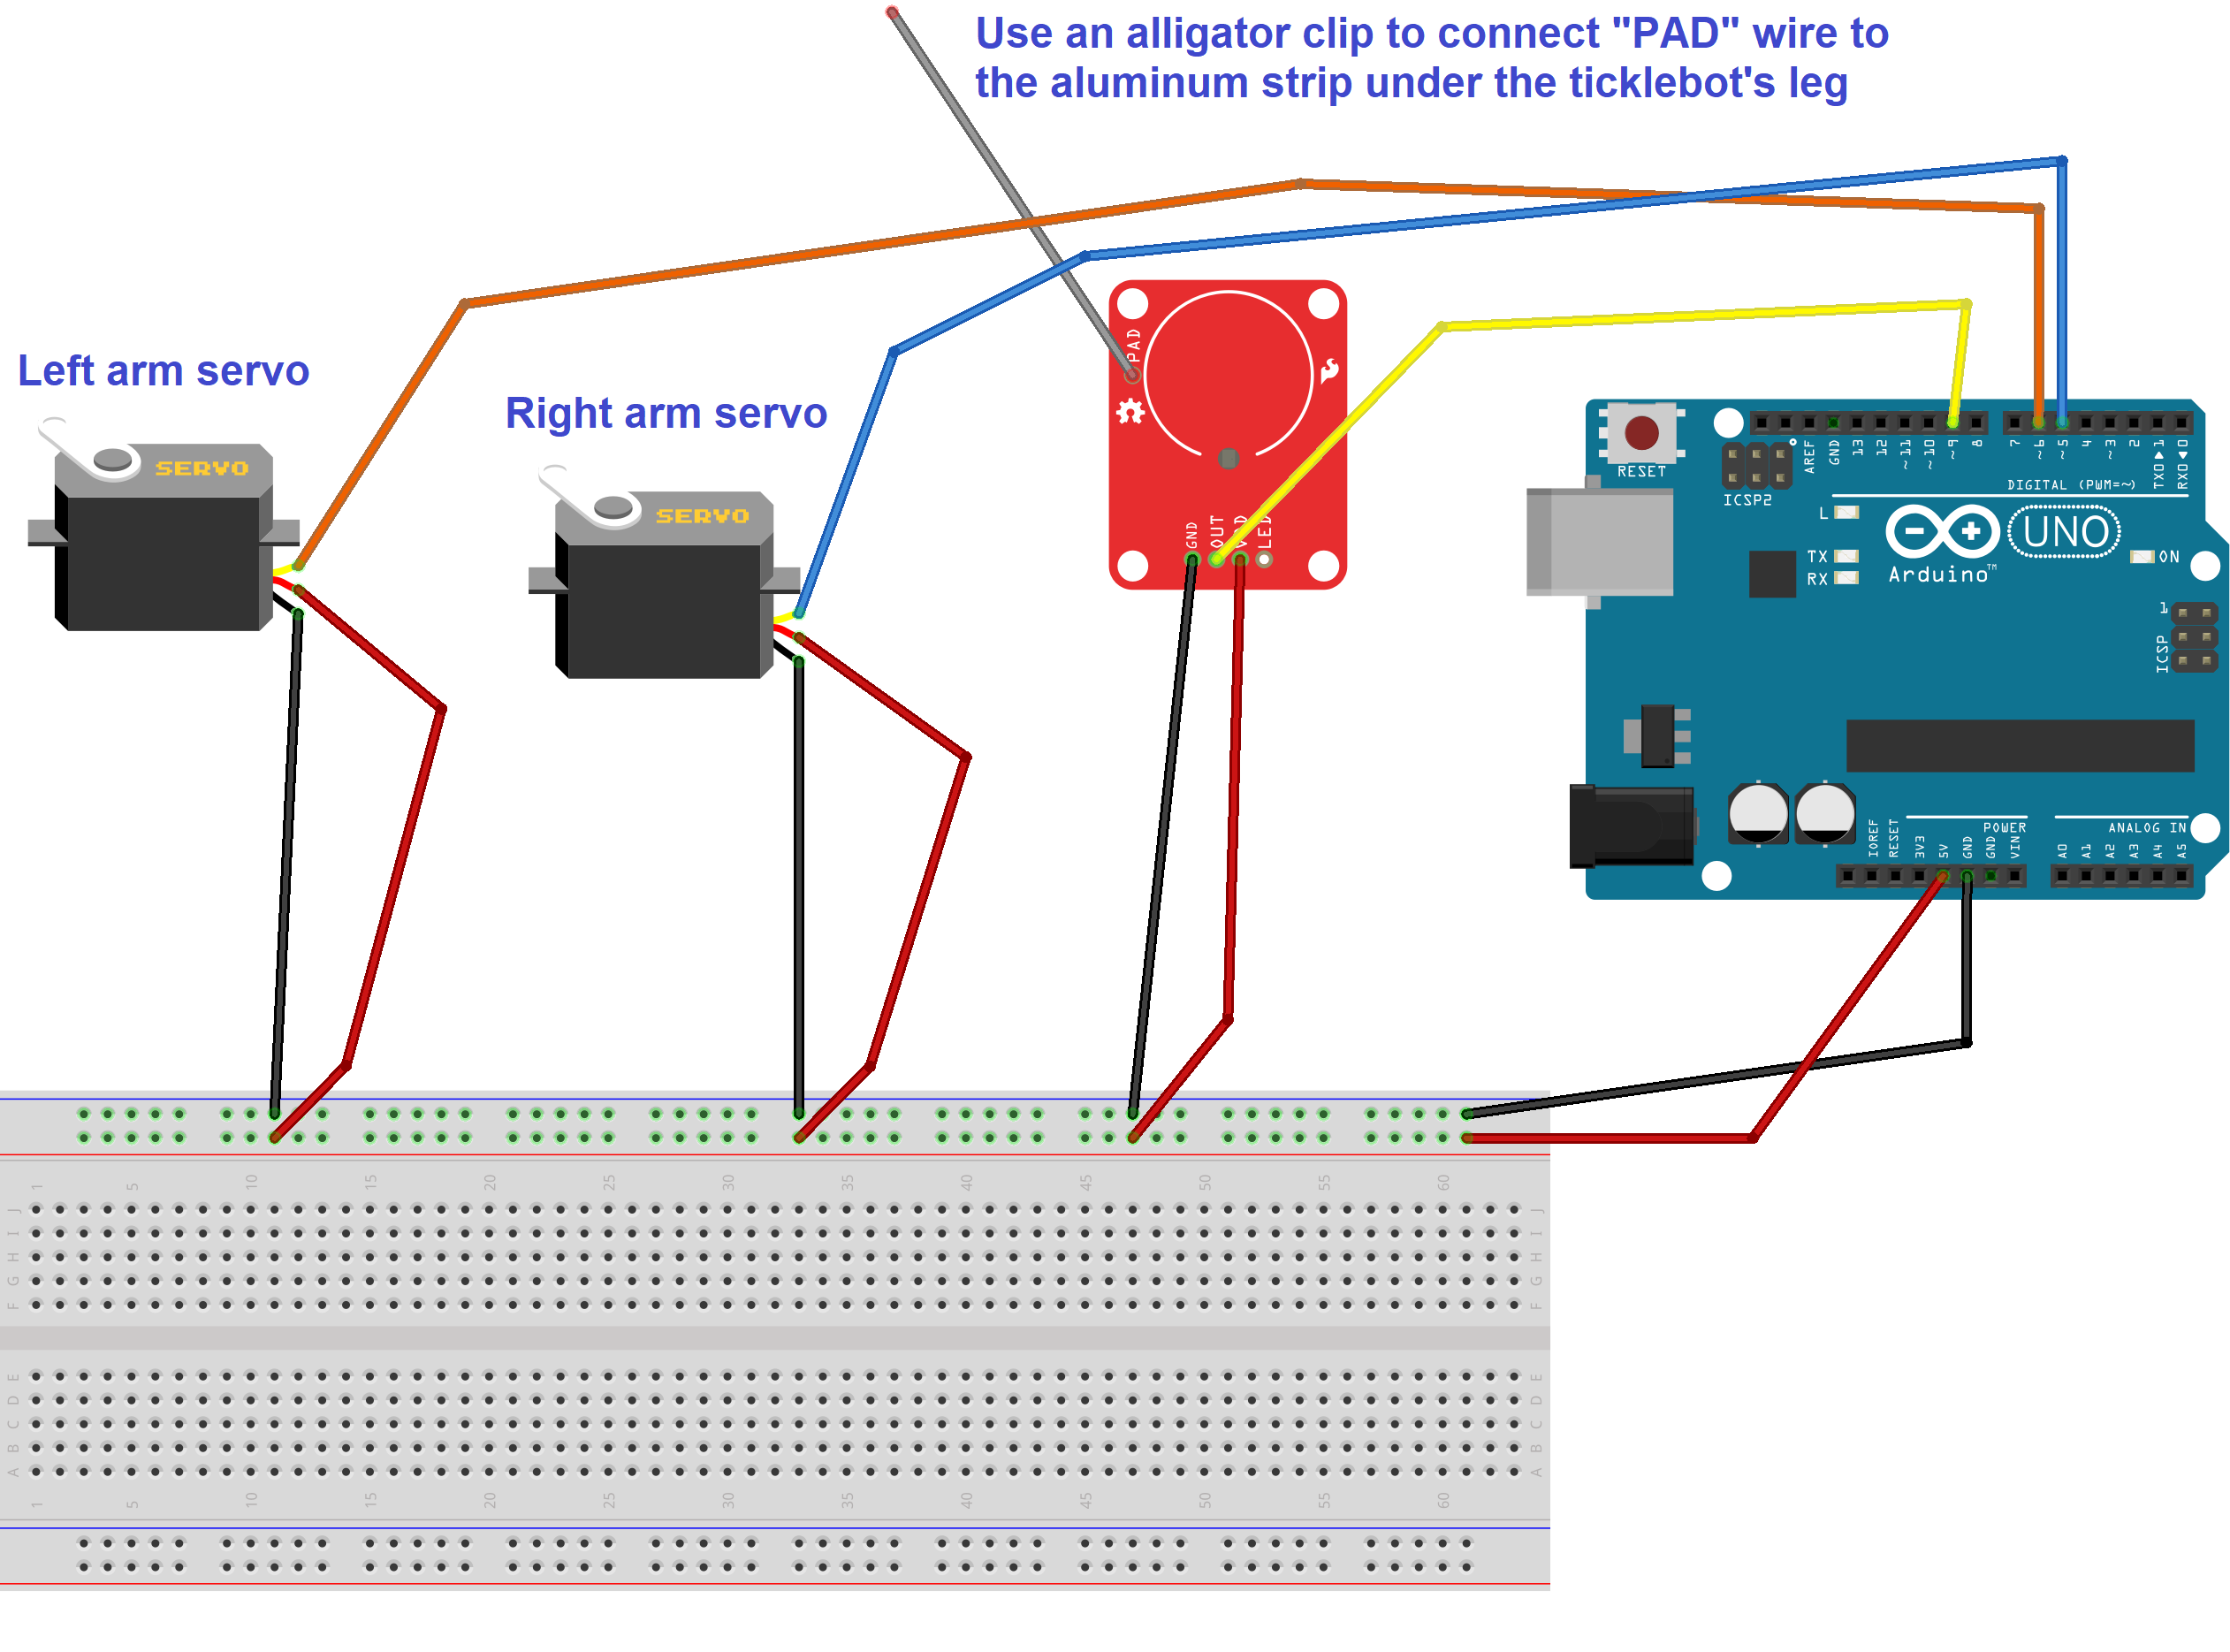 Use an alligator clip to connect "PAD" wire to
the aluminum strip under the ticklebot's leg
Left arm servo
Right arm servo
SERVO
SERVO
PAD
GND
OUT
VDD
LED
RESET
ICSP2
AREF
GND
13
12
~11
~10
~9
8
7
~6
~5
4
~3
2
TX0▶1
RX0◀0
DIGITAL (PWM=~)
L
TX
RX
UNO
Arduino™
ON
1
ICSP
IOREF
RESET
3V3
5V
GND
GND
VIN
POWER
ANALOG IN
A0
A1
A2
A3
A4
A5
1 5 10 15 20 25 30 35 40 45 50 55 60
J J
I I
H H
G G
F F
E E
D D
C C
B B
A A
1 5 10 15 20 25 30 35 40 45 50 55 60